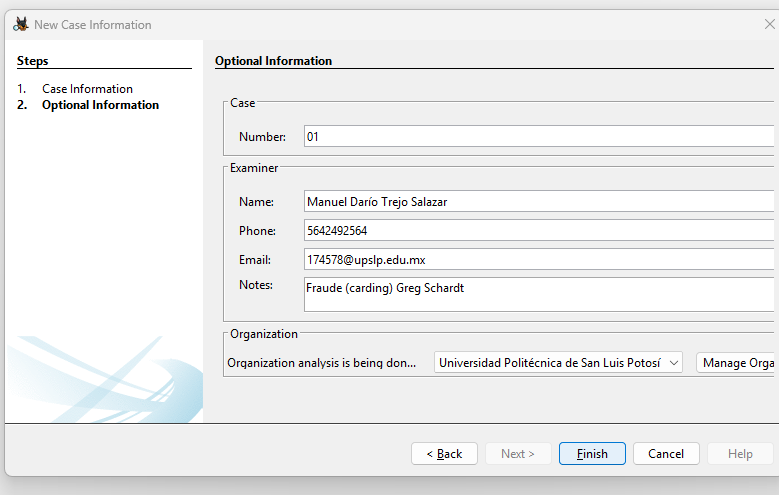 New Case Information
Steps
1. Case Information
2. Optional Information
Optional Information
Case
Number: 01
Examiner
Name: Manuel Darío Trejo Salazar
Phone: 5642492564
Email: 174578@upslp.edu.mx
Notes: Fraude (carding) Greg Schardt
Organization
Organization analysis is being don... Universidad Politécnica de San Luis Potosí Manage Orga
< Back Next > Finish Cancel Help